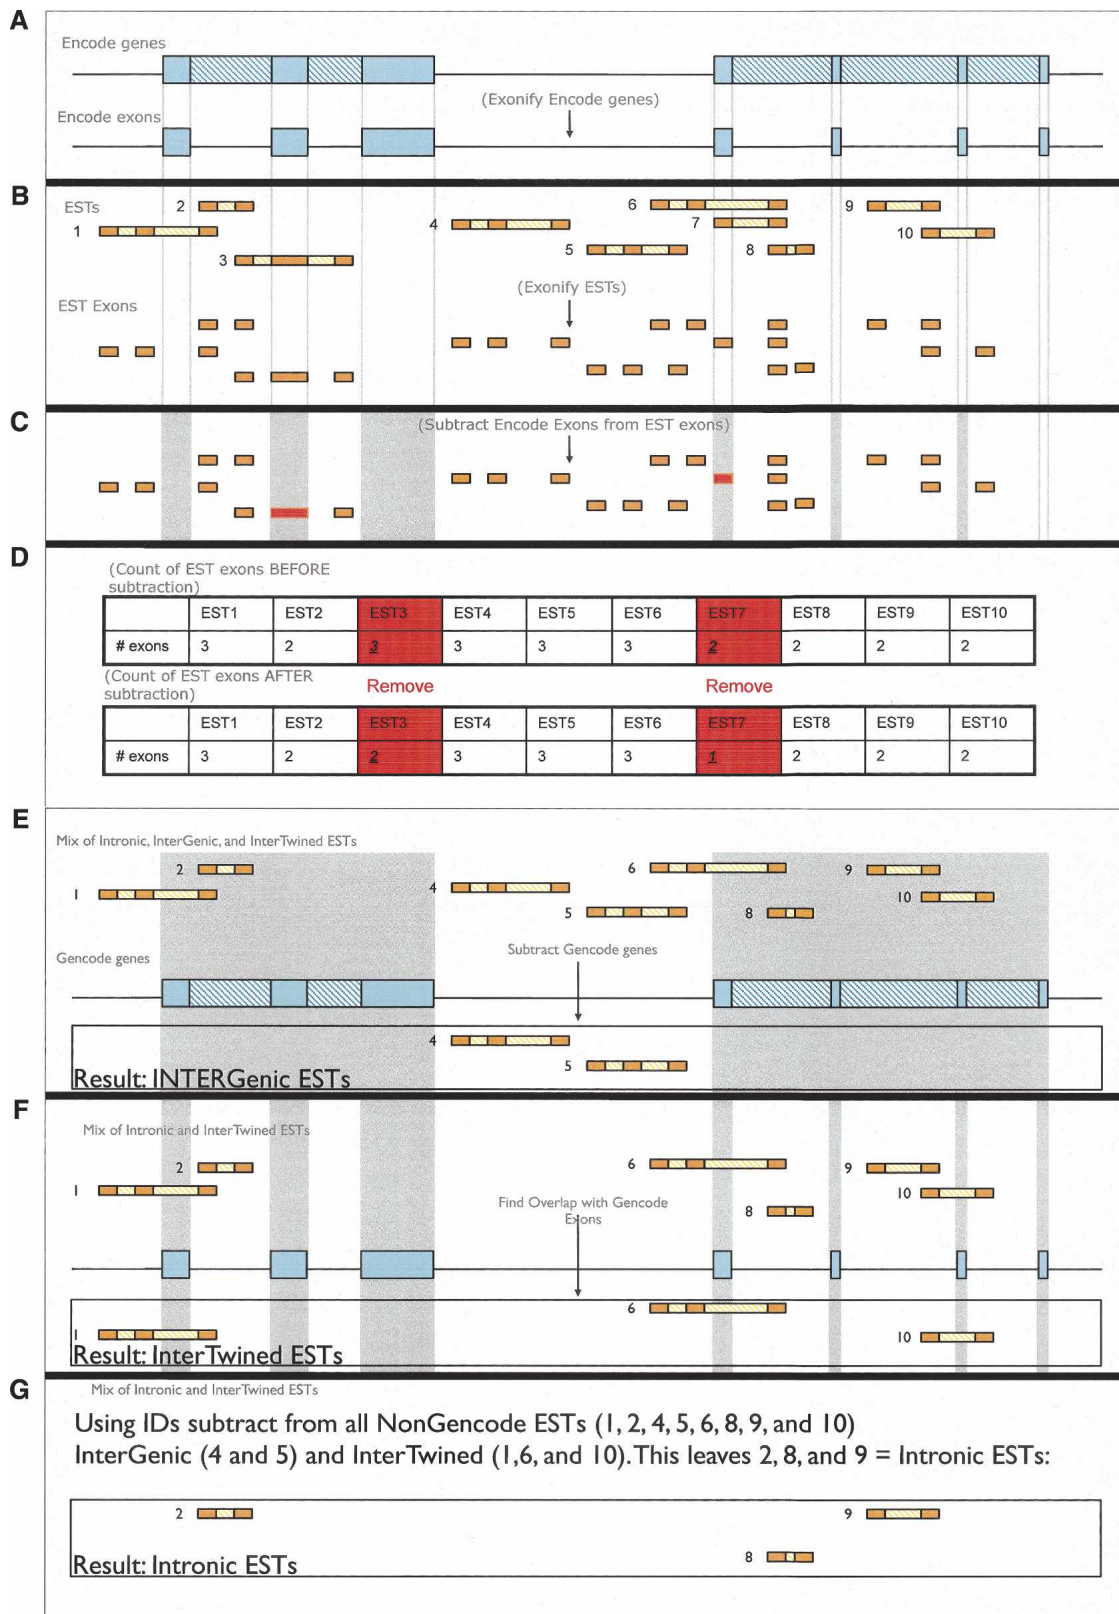 A
Encode genes
(Exonify Encode genes)
Encode exons
B
ESTs
2
6
9
1
4
7
10
5
8
3
(Exonify ESTs)
EST Exons
C
(Subtract Encode Exons from EST exons)
D
(Count of EST exons BEFORE
subtraction)
EST1 EST2 EST3 EST4 EST5 EST6 EST7 EST8 EST9 EST10
# exons 3 2 3 3 3 3 2 2 2 2
(Count of EST exons AFTER
subtraction)
Remove Remove
EST1 EST2 EST3 EST4 EST5 EST6 EST7 EST8 EST9 EST10
# exons 3 2 2 3 3 3 1 2 2 2
E
Mix of Intronic, InterGenic, and InterTwined ESTs
2
6
9
1
4
10
5
8
Gencode genes
Subtract Gencode genes
4
5
Result: INTERGenic ESTs
F
Mix of Intronic and InterTwined ESTs
2
6
9
1
10
8
Find Overlap with Gencode
Exons
6
1
10
Result: InterTwined ESTs
G
Mix of Intronic and InterTwined ESTs
Using IDs subtract from all NonGencode ESTs (1, 2, 4, 5, 6, 8, 9, and 10)
InterGenic (4 and 5) and InterTwined (1,6, and 10). This leaves 2, 8, and 9 = Intronic ESTs:
2
9
8
Result: Intronic ESTs